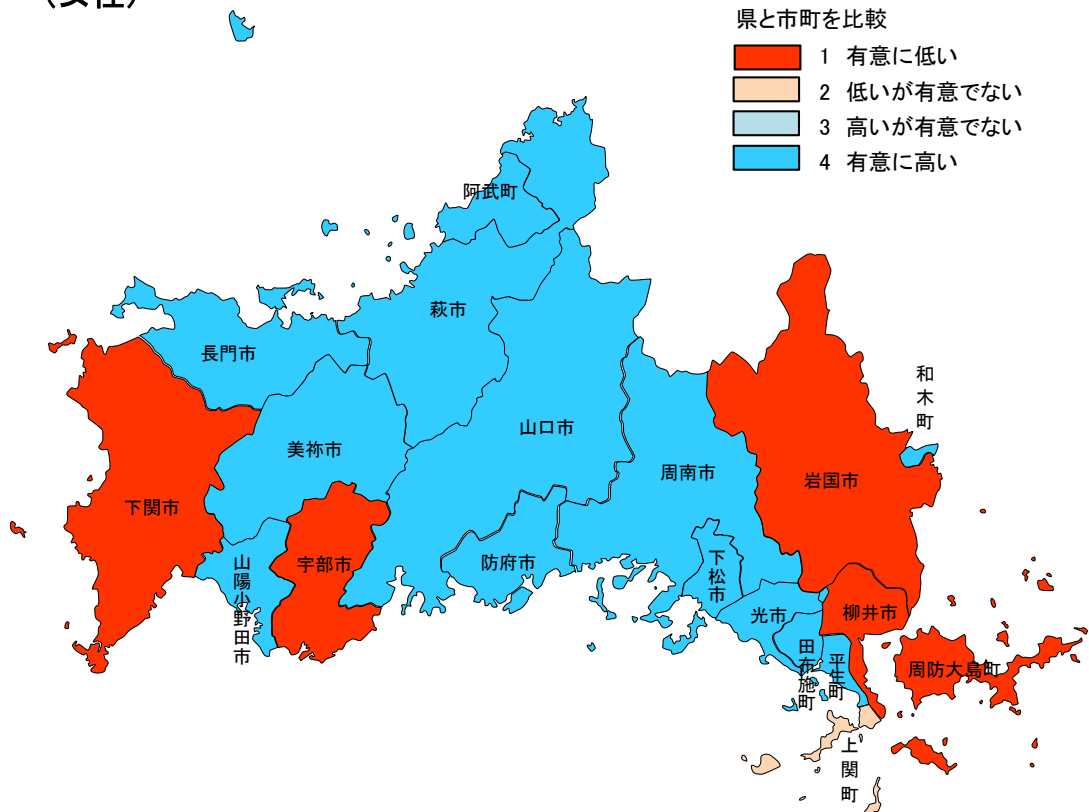 (女性)
県と市町を比較
1 有意に低い
2 低いが有意でない
3 高いが有意でない
4 有意に高い
阿武町
萩市
長門市
和木町
山口市
美祢市
周南市
岩国市
下関市
宇部市
防府市
下松市
山陽小野田市
光市
柳井市
田布施町
平生町
周防大島町
上関町